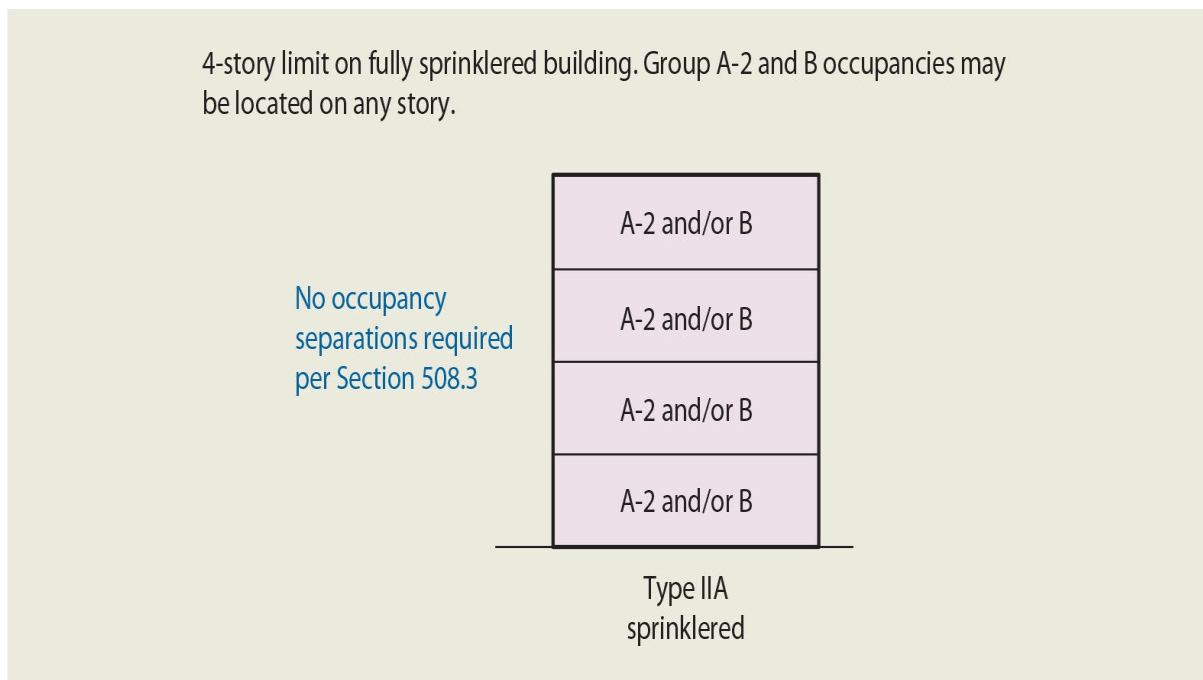 4-story limit on fully sprinklered building. Group A-2 and B occupancies may
be located on any story.
A-2 and/or B
No occupancy
separations required
per Section 508.3
A-2 and/or B
A-2 and/or B
A-2 and/or B
Type IIA
sprinklered